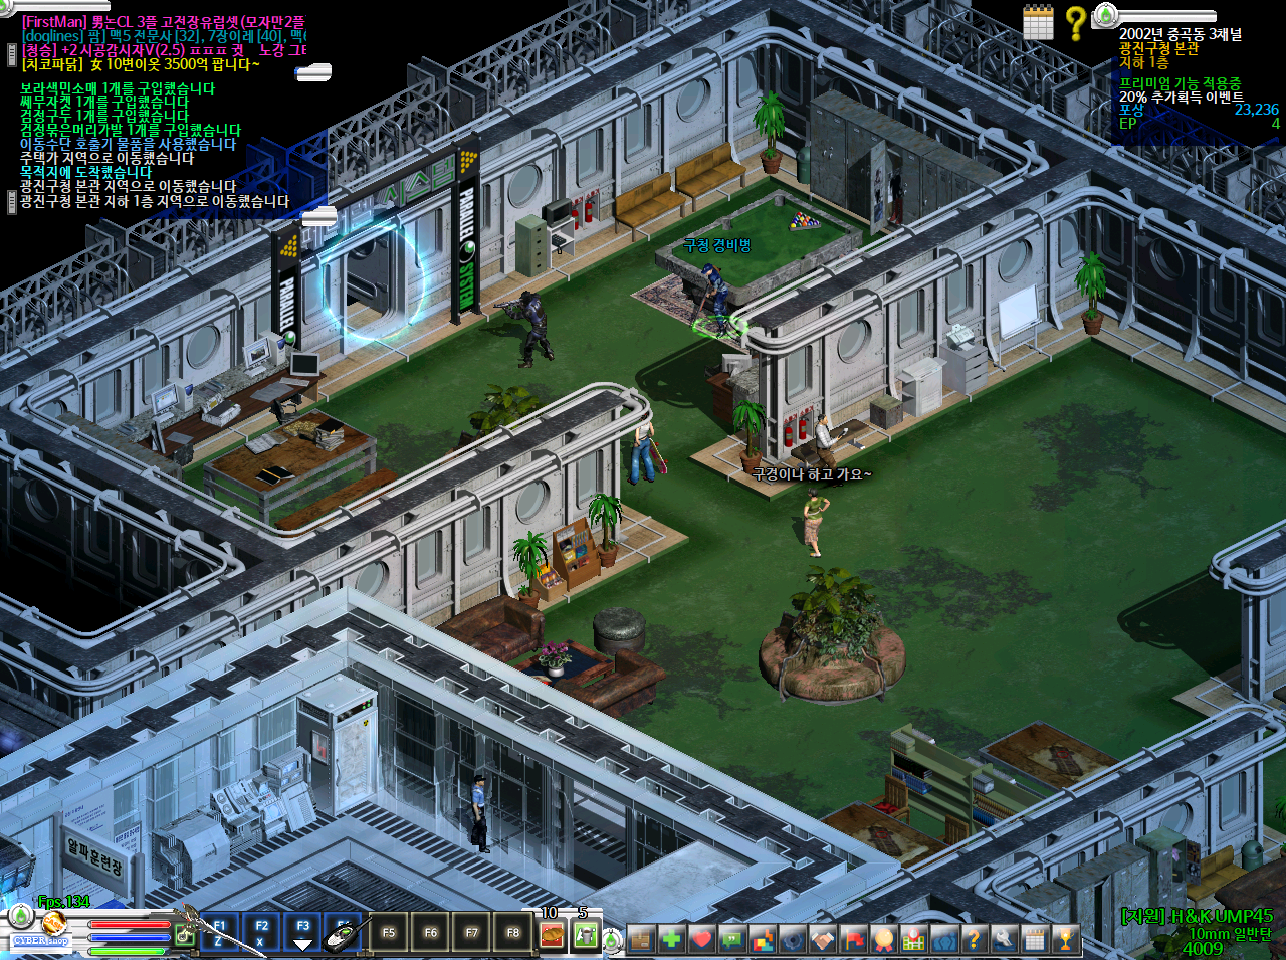 [FirstMan] 男논CL 3플 고전장유럽셋(모자만2플
[doglines] 팜] 맥5 전문사 [32], 7장이레 [40], 맥6
[청승] +2 시공감시자V(2,5) ㅍㅍㅍ 귓   노강 그ㅌ
[치코파닭] 女 10변이옷 3500억 팝니다~
보라색민소매 1개를 구입했습니다
찌무자켓 1개를 구입했습니다
검정구두 1개를 구입했습니다
검정묶은머리가발 1개를 구입했습니다
이동수단 호출기 물품을 사용했습니다
주택가 지역으로 이동했습니다
목적지에 도착했습니다
광진구청 본관 지역으로 이동했습니다
광진구청 본관 지하 1층 지역으로 이동했습니다
2002년 중곡동 3채널
광진구청 본관
지하 1층
프리미엄 기능 적용중
20% 추가획득 이벤트
포상 23,236
EP 4
시스템
PARALLEL
SYSTEM
PARALLE
구청 경비병
구경이나 하고 가요~
알파훈련장
Fps.134
CYBER shop
F1
Z
F2
X
F3
F4
F5
F6
F7
F8
10
5
[지원] H&K UMP45
10mm 일반탄
4009